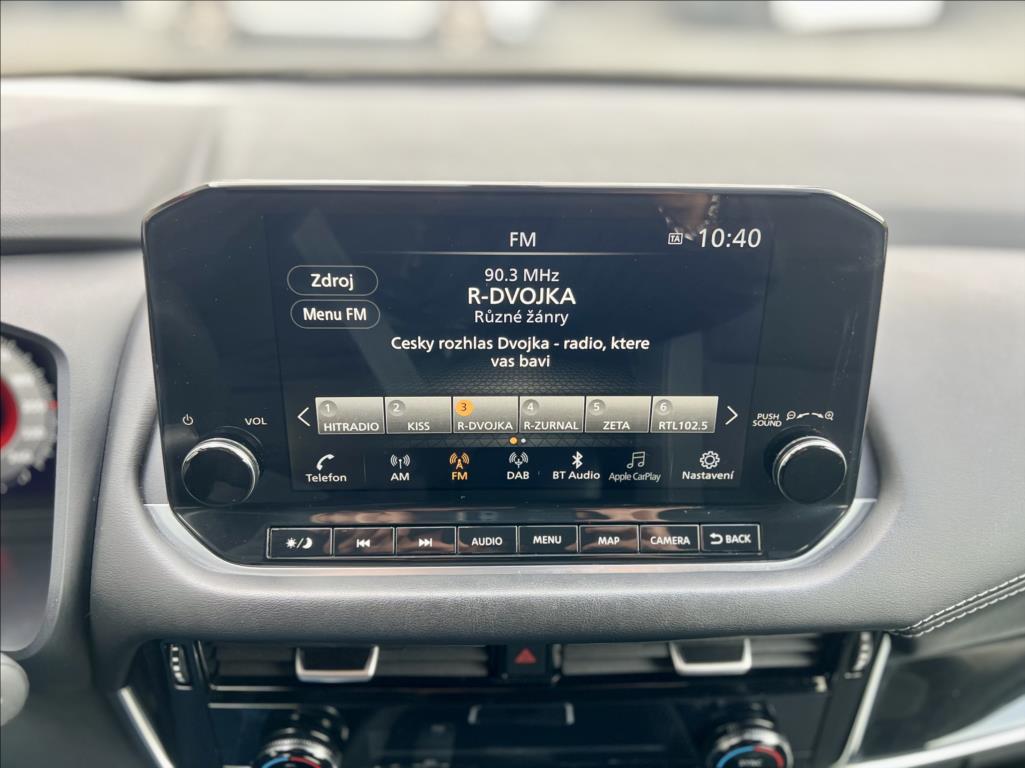 FM
TA 10:40
Zdroj
Menu FM
90.3 MHz
R-DVOJKA
Různé žánry
Cesky rozhlas Dvojka - radio, ktere
vas bavi
1 2 3 4 5 6
HITRADIO KISS R-DVOJKA R-ZURNAL ZETA RTL102.5
VOL
PUSH
SOUND
Telefon AM FM DAB BT Audio Apple CarPlay Nastavení
AUDIO MENU MAP CAMERA BACK